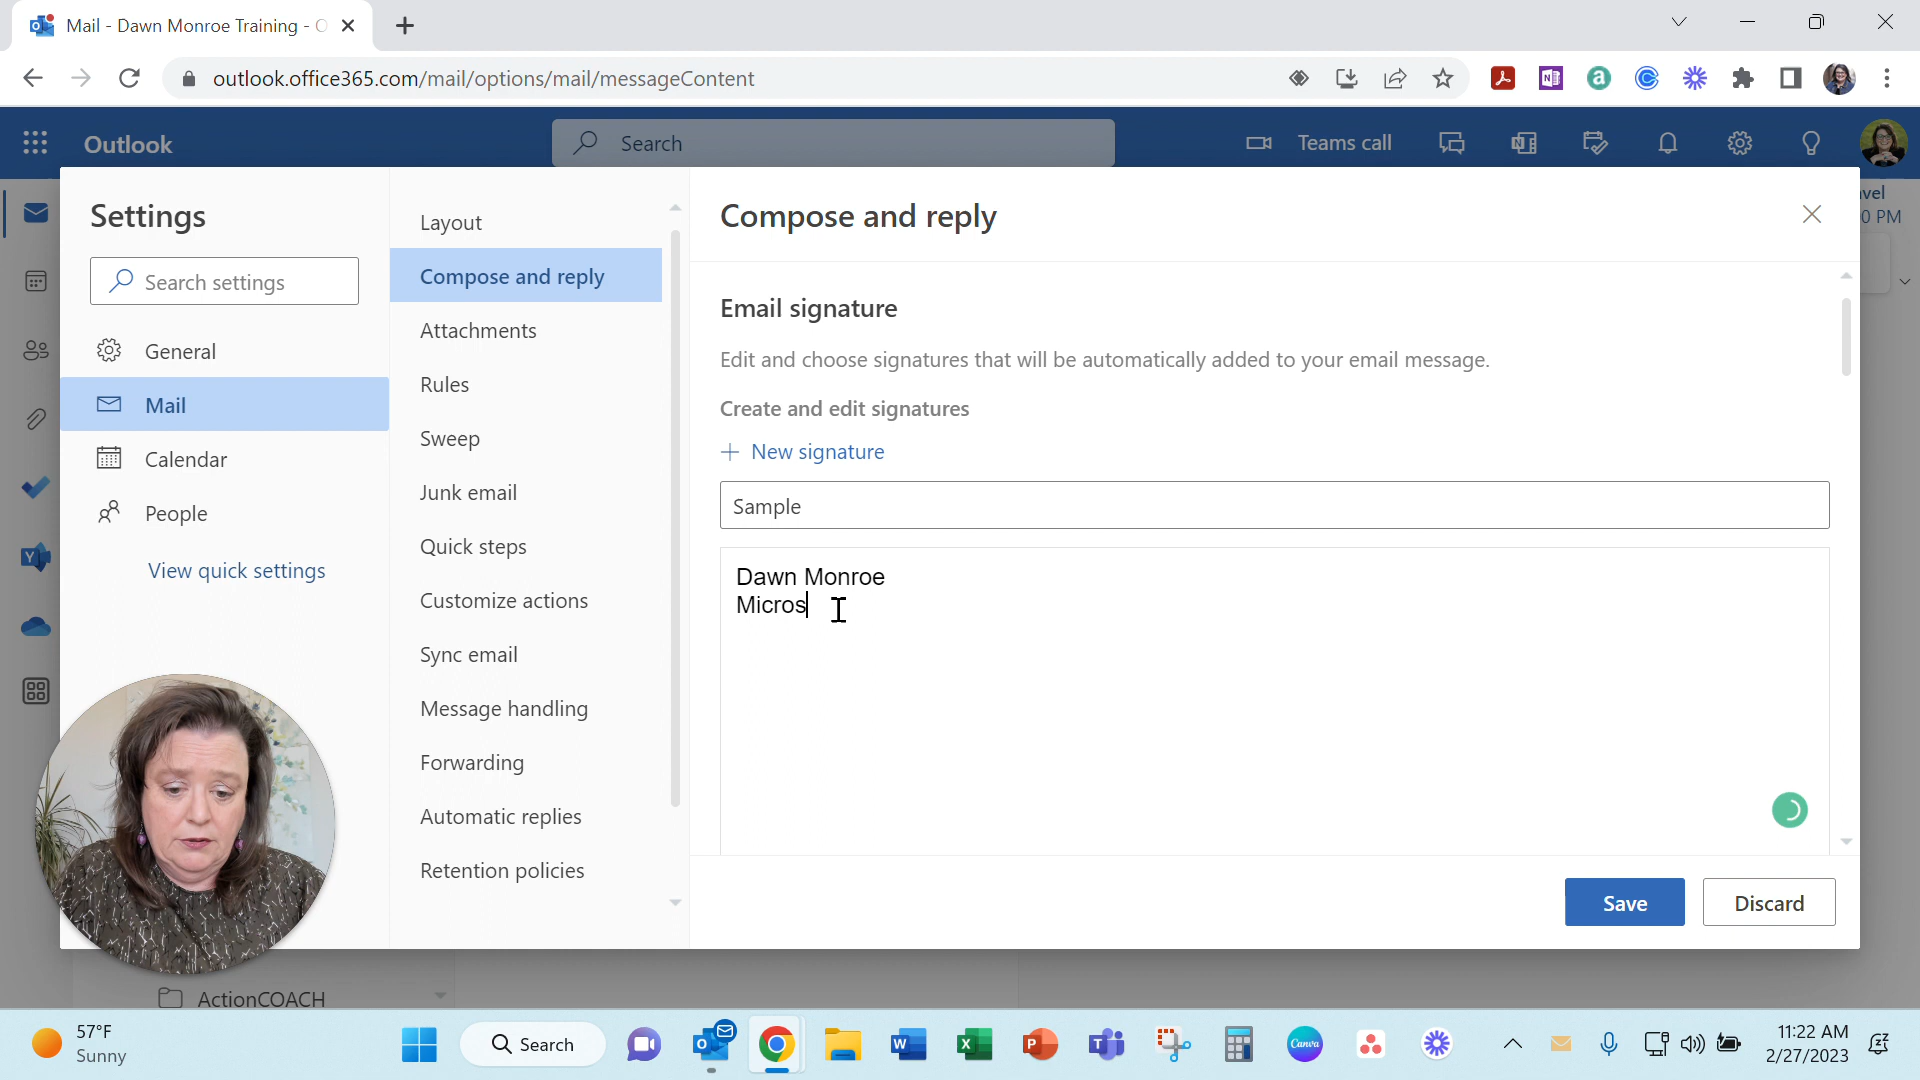 Mail - Dawn Monroe Training - O
outlook.office365.com/mail/options/mail/messageContent
Outlook
Search
Teams call
vel
0 PM
Settings
Search settings
General
Mail
Calendar
People
View quick settings
Layout
Compose and reply
Attachments
Rules
Sweep
Junk email
Quick steps
Customize actions
Sync email
Message handling
Forwarding
Automatic replies
Retention policies
Compose and reply
Email signature
Edit and choose signatures that will be automatically added to your email message.
Create and edit signatures
New signature
Sample
Dawn Monroe
Micros
Save
Discard
ActionCOACH
57°F
Sunny
Search
Canva
11:22 AM
2/27/2023